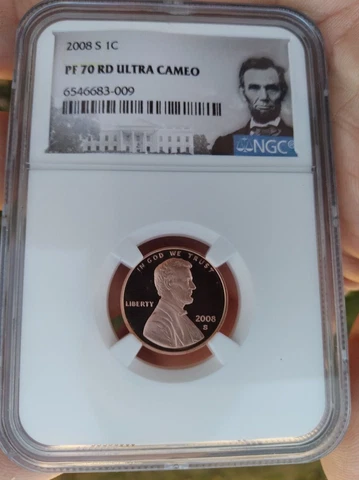 2008 S 1C
PF 70 RD ULTRA CAMEO
6546683-009
NGC
IN GOD WE TRUST
LIBERTY
2008
S